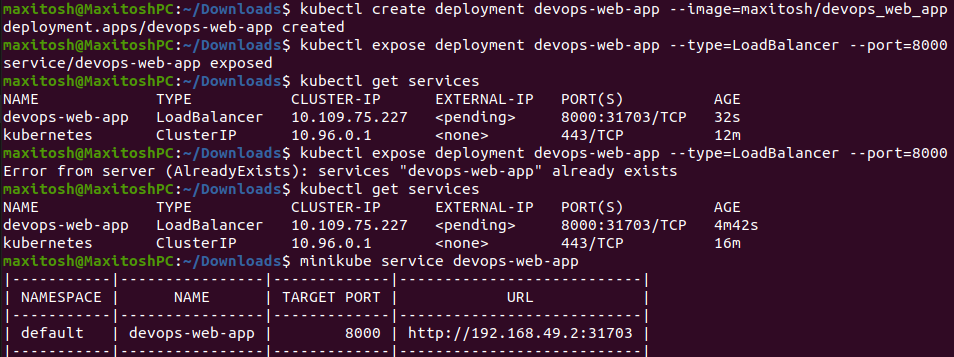 maxitosh@MaxitoshPC:~/Downloads$ kubectl create deployment devops-web-app --image=maxitosh/devops_web_app
deployment.apps/devops-web-app created
maxitosh@MaxitoshPC:~/Downloads$ kubectl expose deployment devops-web-app --type=LoadBalancer --port=8000
service/devops-web-app exposed
maxitosh@MaxitoshPC:~/Downloads$ kubectl get services
NAME             TYPE           CLUSTER-IP       EXTERNAL-IP   PORT(S)          AGE
devops-web-app   LoadBalancer   10.109.75.227    <pending>     8000:31703/TCP   32s
kubernetes       ClusterIP      10.96.0.1        <none>        443/TCP          12m
maxitosh@MaxitoshPC:~/Downloads$ kubectl expose deployment devops-web-app --type=LoadBalancer --port=8000
Error from server (AlreadyExists): services "devops-web-app" already exists
maxitosh@MaxitoshPC:~/Downloads$ kubectl get services
NAME             TYPE           CLUSTER-IP       EXTERNAL-IP   PORT(S)          AGE
devops-web-app   LoadBalancer   10.109.75.227    <pending>     8000:31703/TCP   4m42s
kubernetes       ClusterIP      10.96.0.1        <none>        443/TCP          16m
maxitosh@MaxitoshPC:~/Downloads$ minikube service devops-web-app
|-----------|----------------|-------------|---------------------------|
| NAMESPACE |      NAME      | TARGET PORT |            URL            |
|-----------|----------------|-------------|---------------------------|
| default   | devops-web-app |        8000 | http://192.168.49.2:31703 |
|-----------|----------------|-------------|---------------------------|